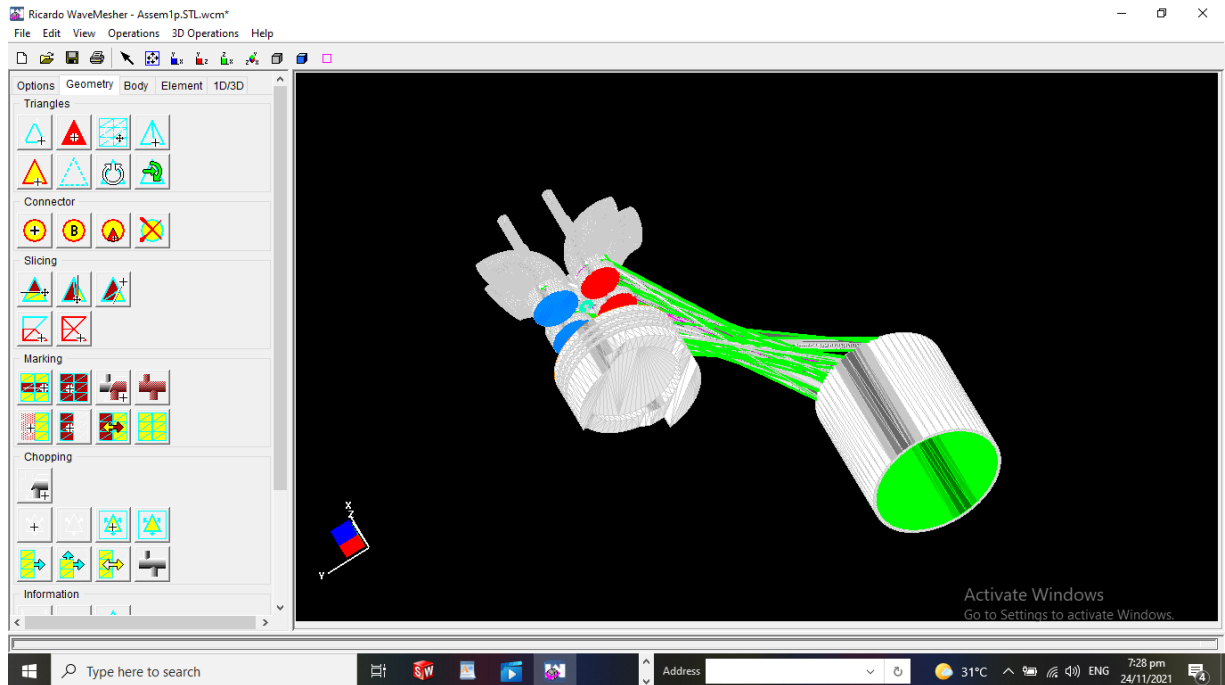 Ricardo WaveMesher - Assem1p.STL.wcm*
File Edit View Operations 3D Operations Help
Options Geometry Body Element 1D/3D
Triangles
Connector
B
Slicing
Marking
Chopping
Information
X
Z
Y
Activate Windows
Go to Settings to activate Windows.
Type here to search
SW
Address
31°C
ENG
7:28 pm
24/11/2021
4